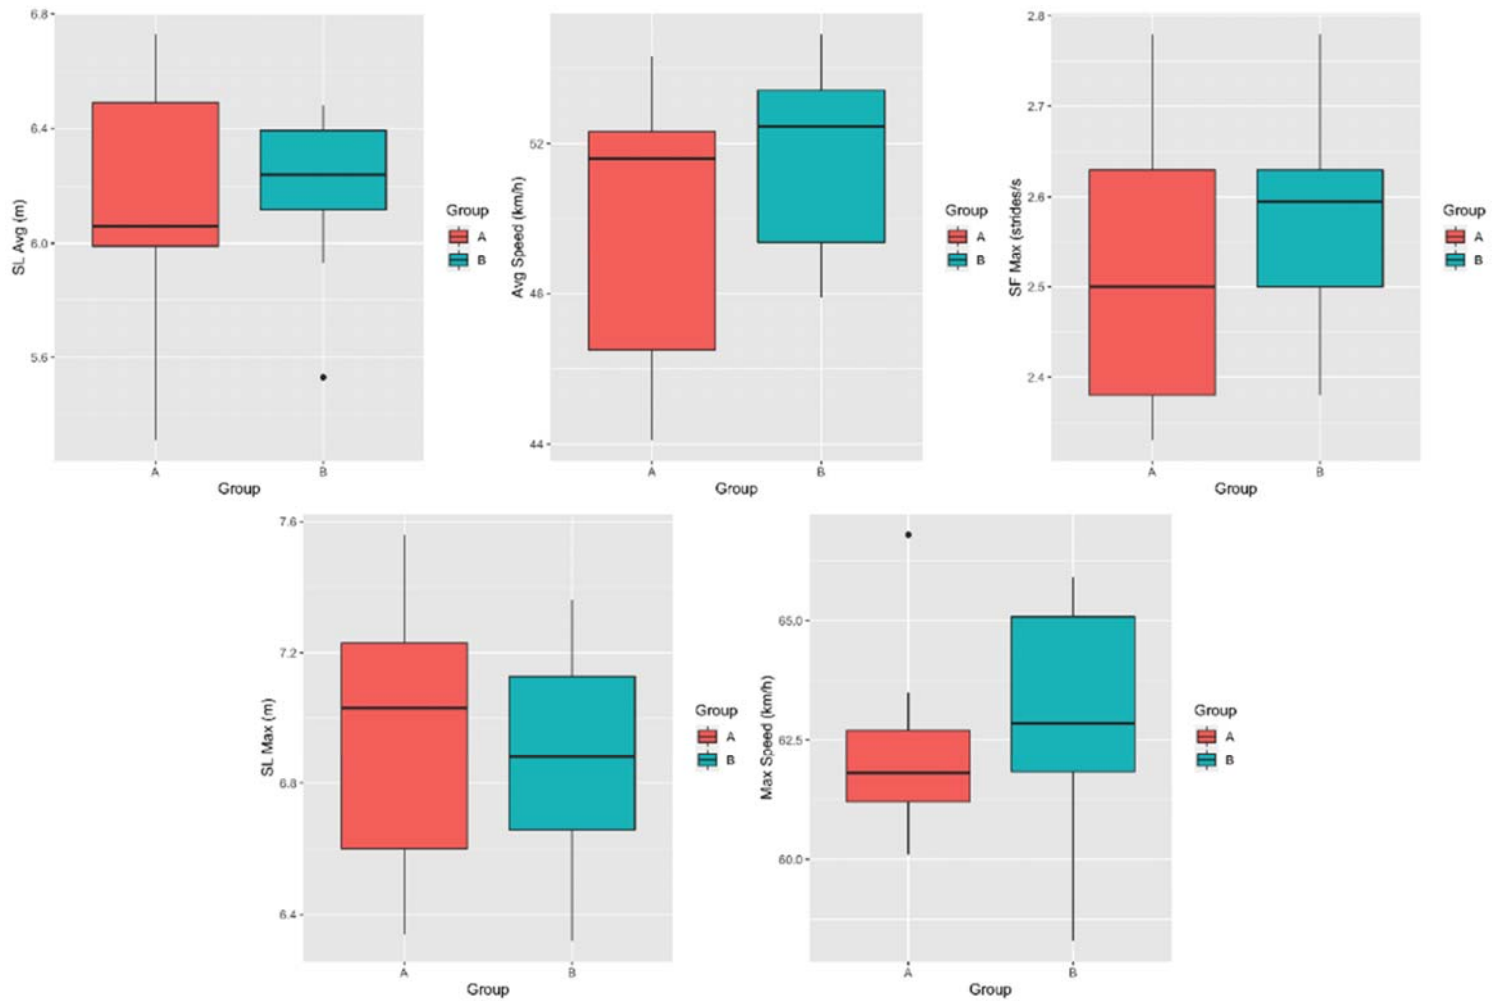 6.8
6.4
6.0
5.6
SL Avg (m)
A
B
Group
Group
A
B
52
48
44
Avg Speed (km/h)
A
B
Group
Group
A
B
2.8
2.7
2.6
2.5
2.4
SF Max (strides/s
A
B
Group
Group
A
B
7.6
7.2
6.8
6.4
SL Max (m)
A
B
Group
Group
A
B
65.0
62.5
60.0
Max Speed (km/h)
A
B
Group
Group
A
B